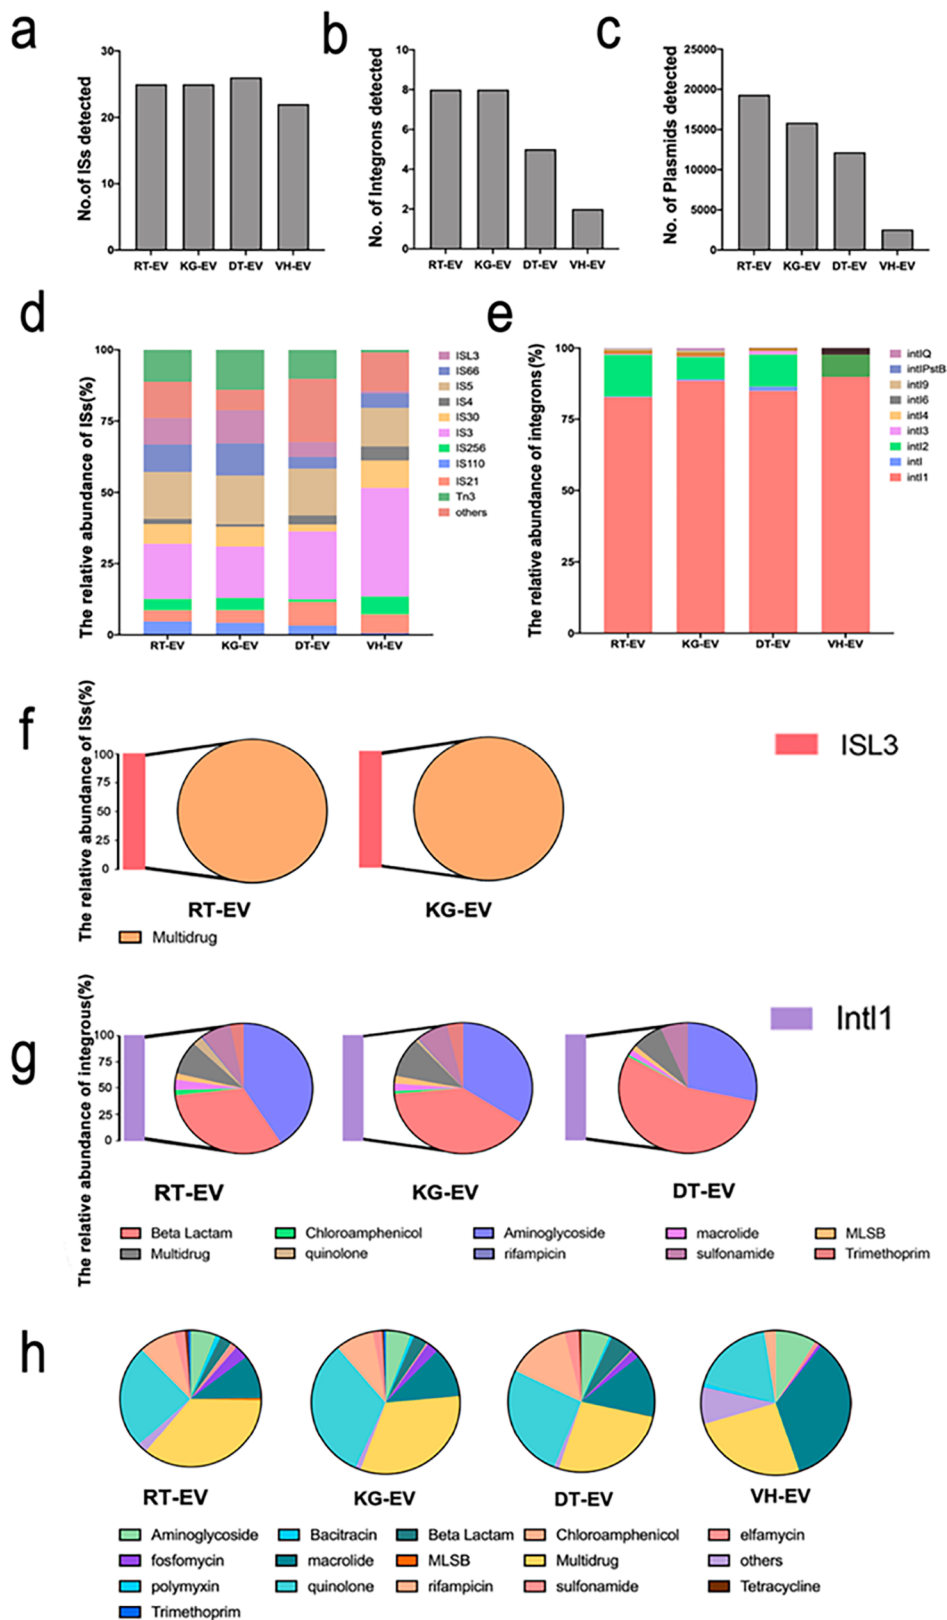 a
b
c
No.of ISs detected
30
20
10
0
RT-EV KG-EV DT-EV VH-EV
No. of Integrons detected
10
8
6
4
2
0
RT-EV KG-EV DT-EV VH-EV
No. of Plasmids detected
25000
20000
15000
10000
5000
0
RT-EV KG-EV DT-EV VH-EV
d
e
The relative abundance of ISs(%)
100
75
50
25
0
RT-EV KG-EV DT-EV VH-EV
ISL3
IS66
IS5
IS4
IS30
IS3
IS256
IS110
IS21
Tn3
others
The relative abundance of integrons(%)
100
75
50
25
0
RT-EV KG-EV DT-EV VH-EV
intIQ
intIPstB
intI9
intI6
intI4
intI3
intI2
intI
intI1
f
The relative abundance of ISs(%)
100
75
50
25
0
RT-EV KG-EV
ISL3
Multidrug
g
The relative abundance of integrous(%)
100
75
50
25
0
IntI1
RT-EV KG-EV DT-EV
Beta Lactam Chloroamphenicol Aminoglycoside macrolide MLSB
Multidrug quinolone rifampicin sulfonamide Trimethoprim
h
RT-EV KG-EV DT-EV VH-EV
Aminoglycoside Bacitracin Beta Lactam Chloroamphenicol elfamycin
fosfomycin macrolide MLSB Multidrug others
polymyxin quinolone rifampicin sulfonamide Tetracycline
Trimethoprim